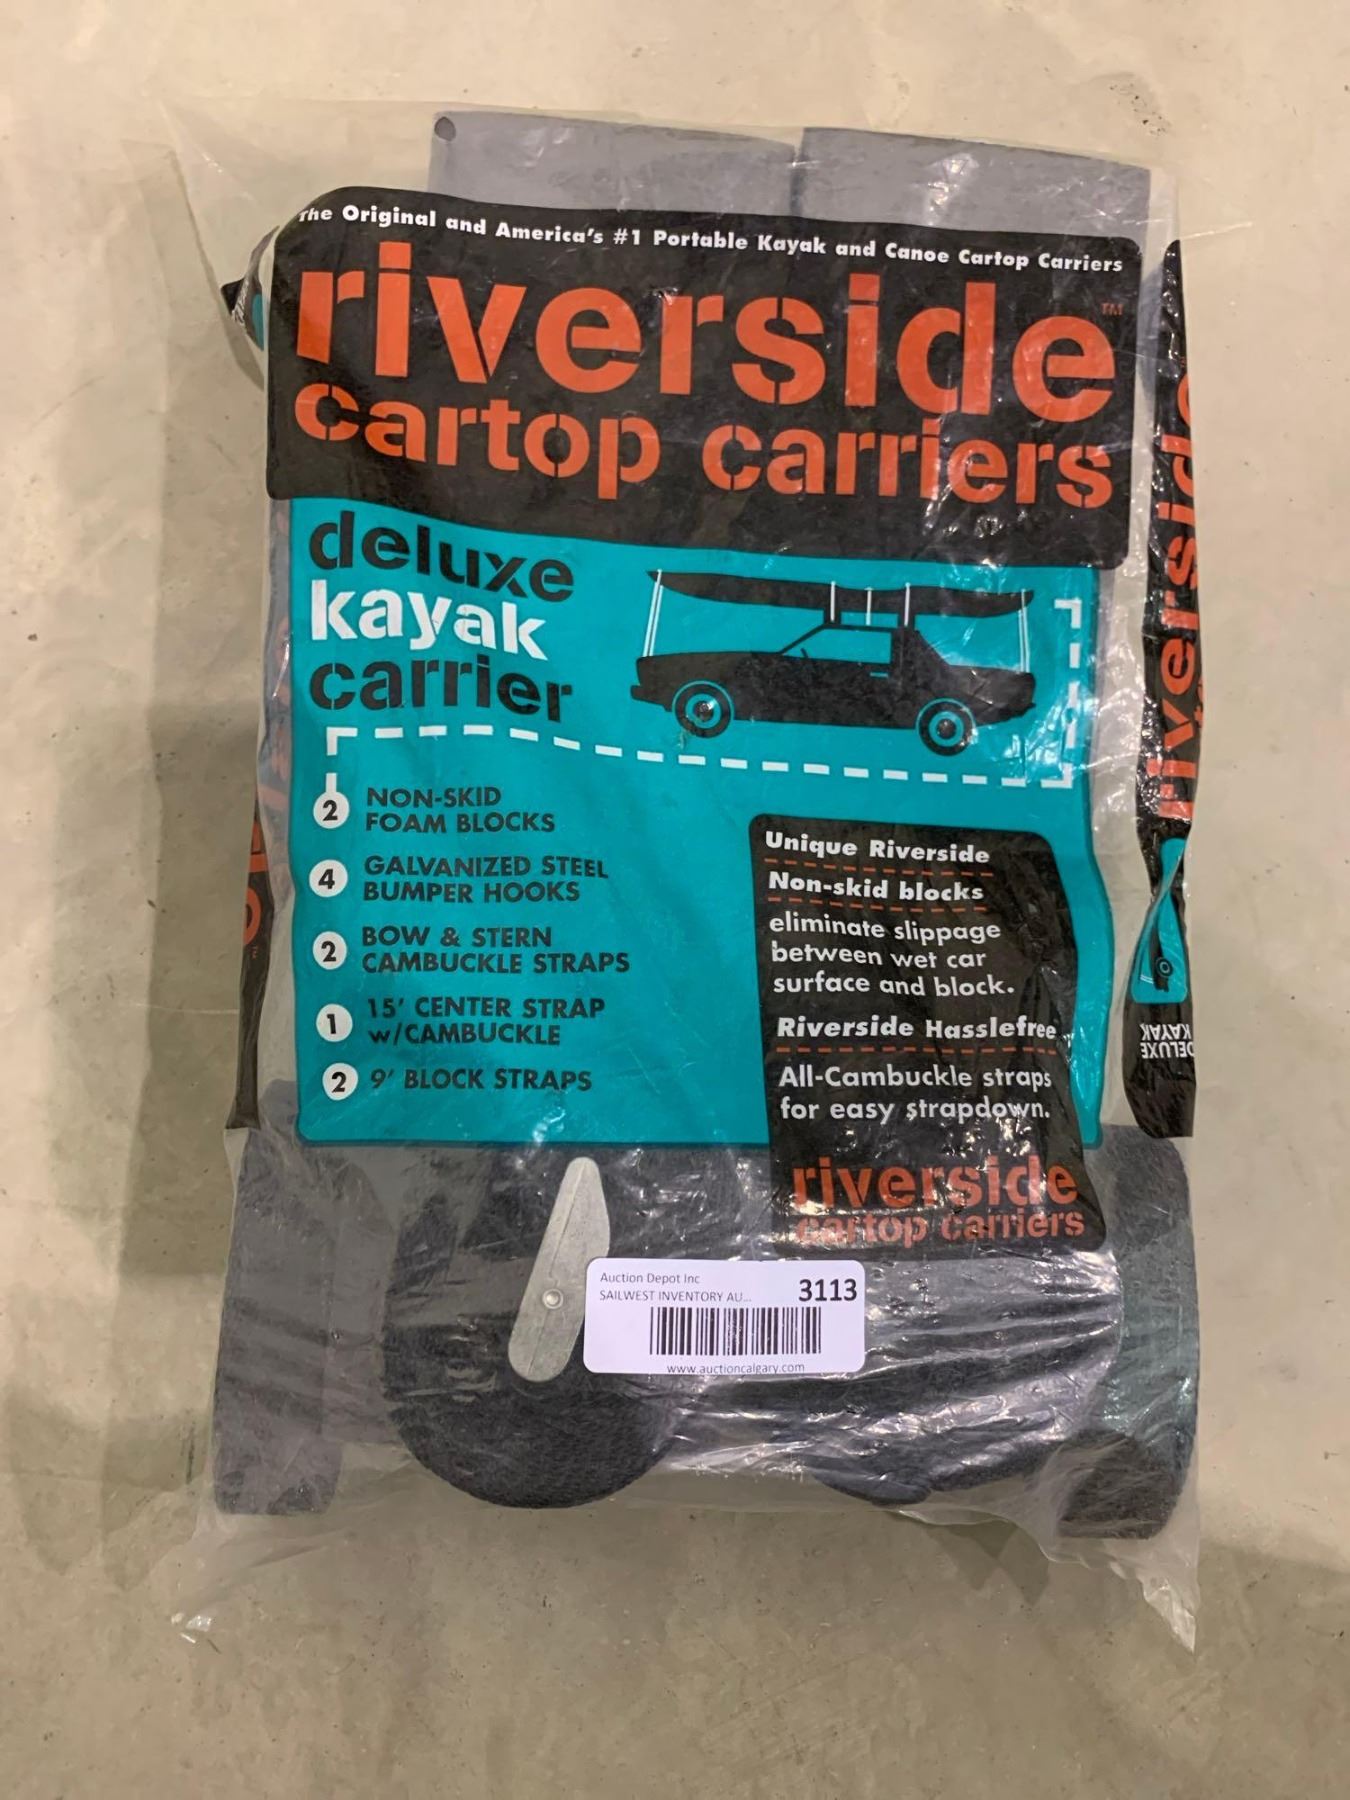 The Original and America's #1 Portable Kayak and Canoe Cartop Carriers
riverside™
cartop carriers
deluxe
kayak
carrier
2 NON-SKID
FOAM BLOCKS
4 GALVANIZED STEEL
BUMPER HOOKS
2 BOW & STERN
CAMBUCKLE STRAPS
1 15' CENTER STRAP
w/CAMBUCKLE
2 9' BLOCK STRAPS
Unique Riverside
Non-skid blocks
eliminate slippage
between wet car
surface and block.
Riverside Hasslefree
All-Cambuckle straps
for easy strapdown.
riverside
cartop carriers
riverside
DELUXE
KAYAK
Auction Depot Inc
SAILWEST INVENTORY AU...
3113
www.auctioncalgary.com